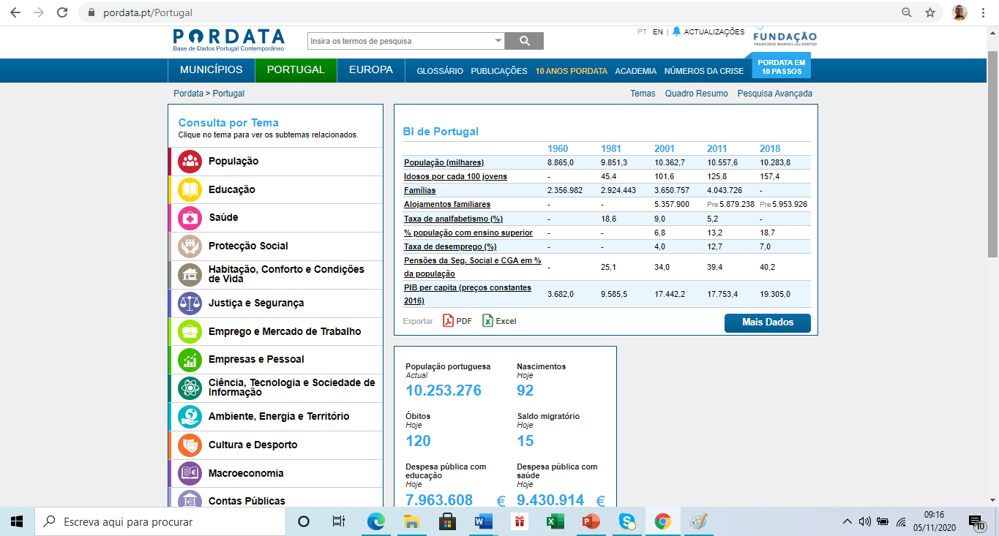 pordata.pt/Portugal
PORDATA
Base de Dados Portugal Contemporâneo
Insira os termos de pesquisa
PT EN | ACTUALIZAÇÕES
FUNDAÇÃO
FRANCISCO MANUEL DOS SANTOS
MUNICÍPIOS PORTUGAL EUROPA GLOSSÁRIO PUBLICAÇÕES 10 ANOS PORDATA ACADEMIA NÚMEROS DA CRISE
PORDATA EM
10 PASSOS
Pordata > Portugal
Temas Quadro Resumo Pesquisa Avançada
Consulta por Tema
Clique no tema para ver os subtemas relacionados.
População
Educação
Saúde
Protecção Social
Habitação, Conforto e Condições
de Vida
Justiça e Segurança
Emprego e Mercado de Trabalho
Empresas e Pessoal
Ciência, Tecnologia e Sociedade de
Informação
Ambiente, Energia e Território
Cultura e Desporto
Macroeconomia
Contas Públicas
BI de Portugal
1960 1981 2001 2011 2018
População (milhares) 8.865,0 9.851,3 10.362,7 10.557,6 10.283,8
Idosos por cada 100 jovens - 45,4 101,6 125,8 157,4
Famílias 2.356.982 2.924.443 3.650.757 4.043.726 -
Alojamentos familiares - - 5.357.900 Pre 5.879.238 Pre 5.953.926
Taxa de analfabetismo (%) - 18,6 9,0 5,2 -
% população com ensino superior - - 6,8 13,2 18,7
Taxa de desemprego (%) - - 4,0 12,7 7,0
Pensões da Seg. Social e CGA em %
da população - 25,1 34,0 39,4 40,2
PIB per capita (preços constantes
2016) 3.682,0 9.585,5 17.442,2 17.753,4 19.305,0
Exportar PDF Excel
Mais Dados
População portuguesa
Actual
10.253.276
Nascimentos
Hoje
92
Óbitos
Hoje
120
Saldo migratório
Hoje
15
Despesa pública com
educação
Hoje
7.963.608 €
Despesa pública com
saúde
Hoje
9.430.914 €
Escreva aqui para procurar
09:16
05/11/2020
10